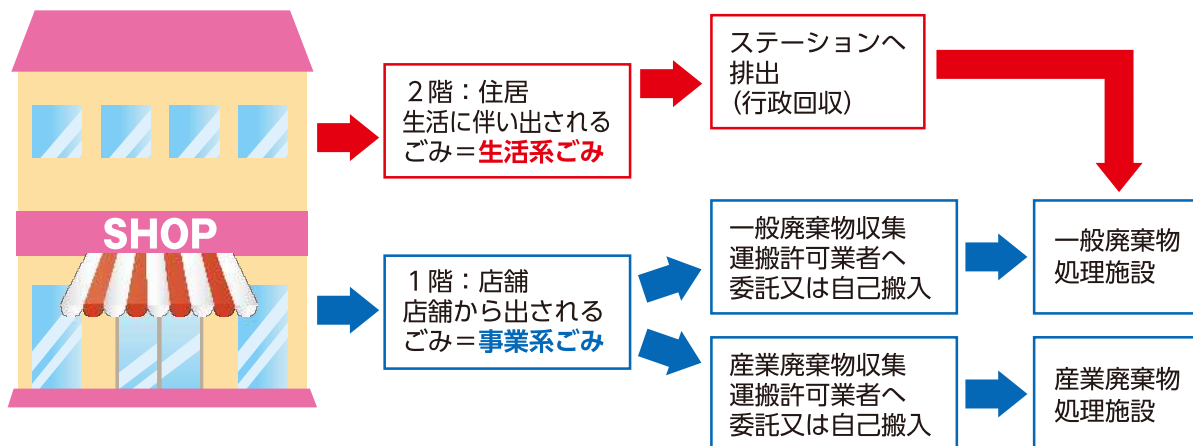 SHOP
２階：住居
生活に伴い出される
ごみ＝生活系ごみ
ステーションへ
排出
（行政回収）
１階：店舗
店舗から出される
ごみ＝事業系ごみ
一般廃棄物収集
運搬許可業者へ
委託又は自己搬入
一般廃棄物
処理施設
産業廃棄物収集
運搬許可業者へ
委託又は自己搬入
産業廃棄物
処理施設